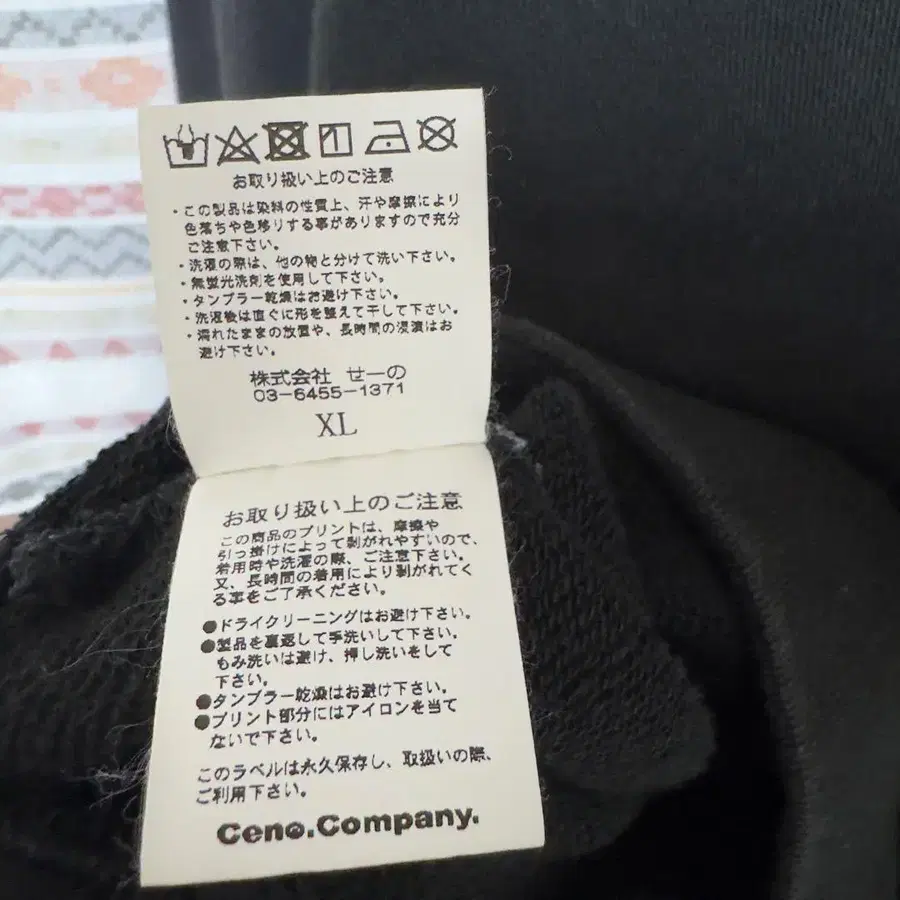 お取り扱い上のご注意
・この製品は染料の性質上、汗や摩擦により
色落ちや色移りする事がありますので充分
ご注意下さい。
・洗濯の際は、他の物と分けて洗い下さい。
・無蛍光洗剤を使用して下さい。
・タンブラー乾燥はお避け下さい。
・洗濯後は直ぐに形を整えて干して下さい。
・濡れたままの放置や、長時間の浸漬はお
避け下さい。
株式会社 せーの
03-6455-1371
XL
お取り扱い上のご注意
この商品のプリントは、摩擦や
引っ掛けによって剥がれやすいので、
着用時や洗濯の際、ご注意下さい。
又、長時間の着用により剥がれてく
る事をご了承ください。
●ドライクリーニングはお避け下さい。
●製品を裏返して手洗いして下さい。
もみ洗いは避け、押し洗いをして
下さい。
●タンブラー乾燥はお避け下さい。
●プリント部分にはアイロンを当て
ないで下さい。
このラベルは永久保存し、取扱いの際、
ご利用下さい。
Ceno.Company.